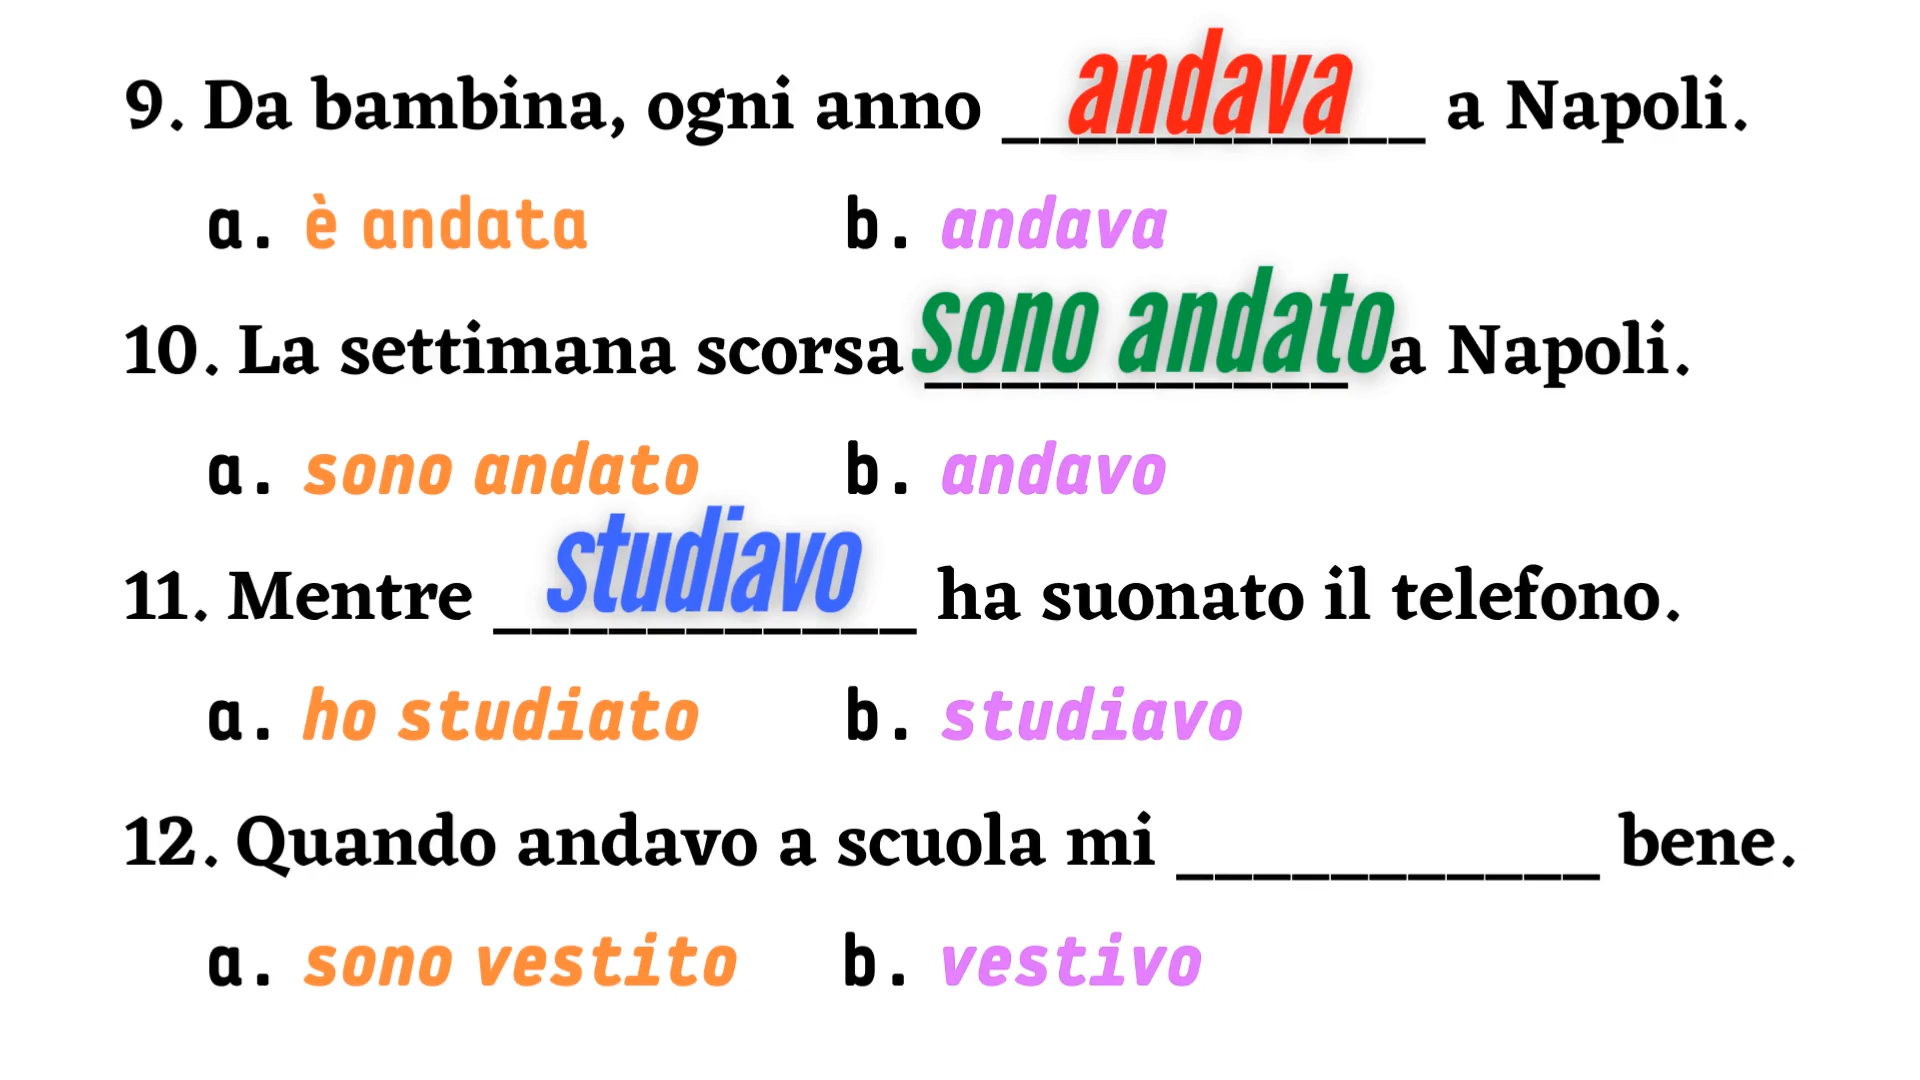 9. Da bambina, ogni anno andava a Napoli.
a. è andata b. andava
10. La settimana scorsa sono andato a Napoli.
a. sono andato b. andavo
11. Mentre studiavo ha suonato il telefono.
a. ho studiato b. studiavo
12. Quando andavo a scuola mi ___________ bene.
a. sono vestito b. vestivo